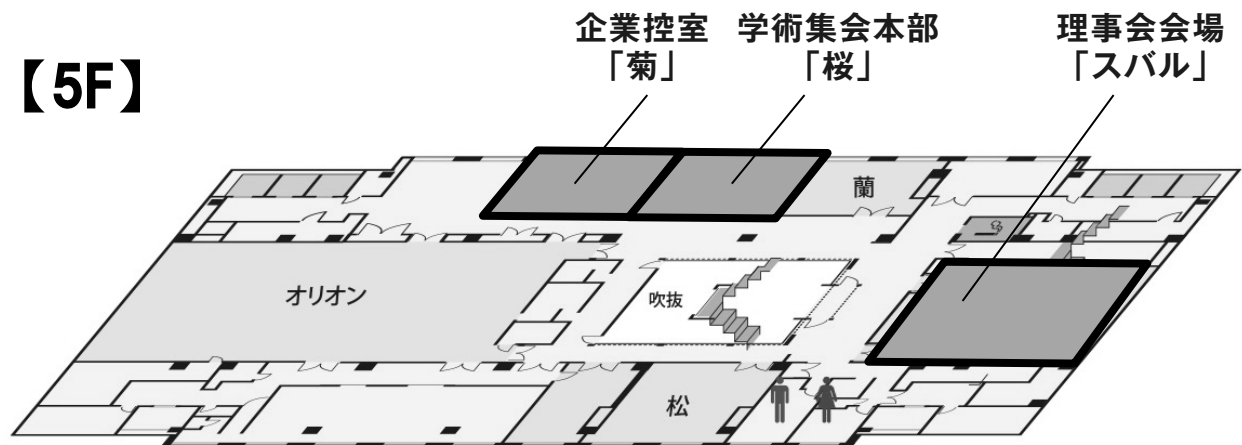 【5F】
企業控室
「菊」
学術集会本部
「桜」
理事会会場
「スバル」
蘭
オリオン
吹抜
松